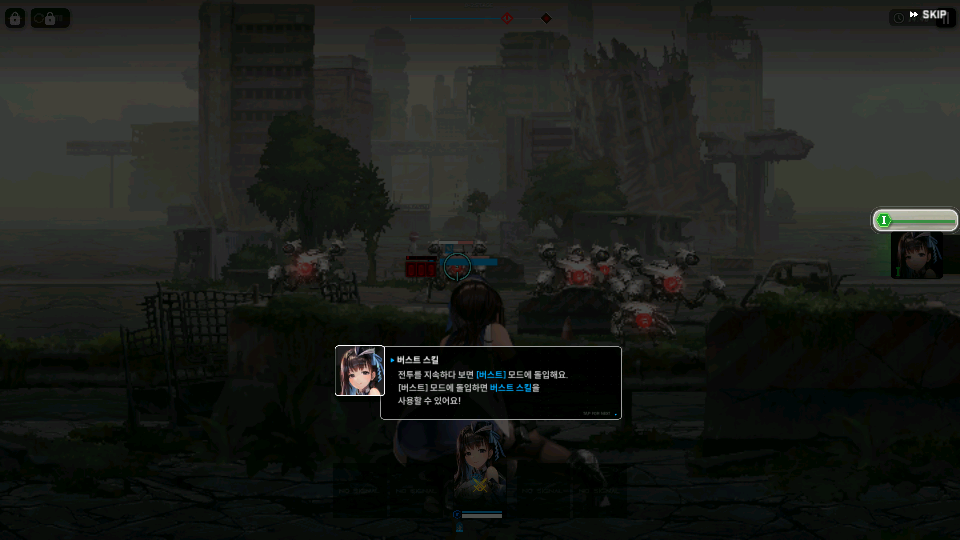 SKIP
I
버스트 스킬
전투를 지속하다 보면 [버스트] 모드에 돌입해요.
[버스트] 모드에 돌입하면 버스트 스킬을
사용할 수 있어요!